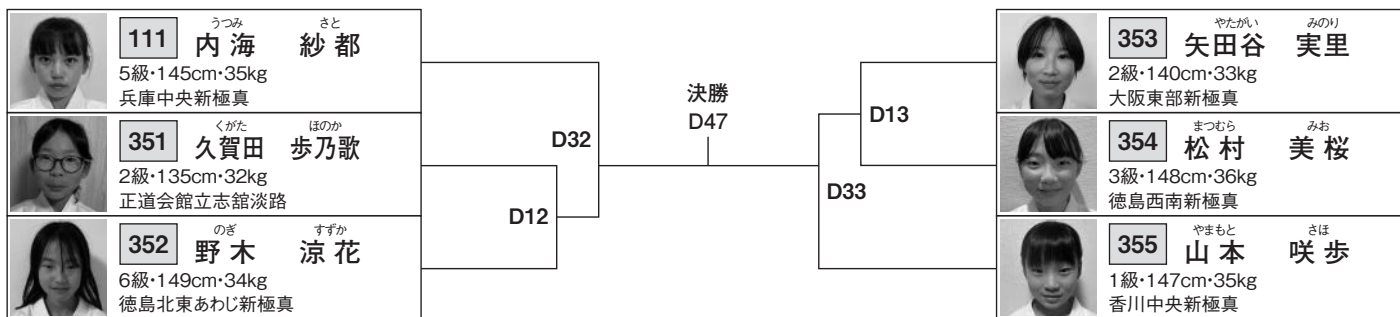 うつみ さと
111 内海 紗都
5級・145cm・35kg
兵庫中央新極真
くがた ほのか
351 久賀田 歩乃歌
2級・135cm・32kg
正道会館立志舘淡路
のぎ すずか
352 野木 涼花
6級・149cm・34kg
徳島北東あわじ新極真
D32
D12
決勝
D47
D13
D33
やたがい みのり
353 矢田谷 実里
2級・140cm・33kg
大阪東部新極真
まつむら みお
354 松村 美桜
3級・148cm・36kg
徳島西南新極真
やまもと さほ
355 山本 咲歩
1級・147cm・35kg
香川中央新極真